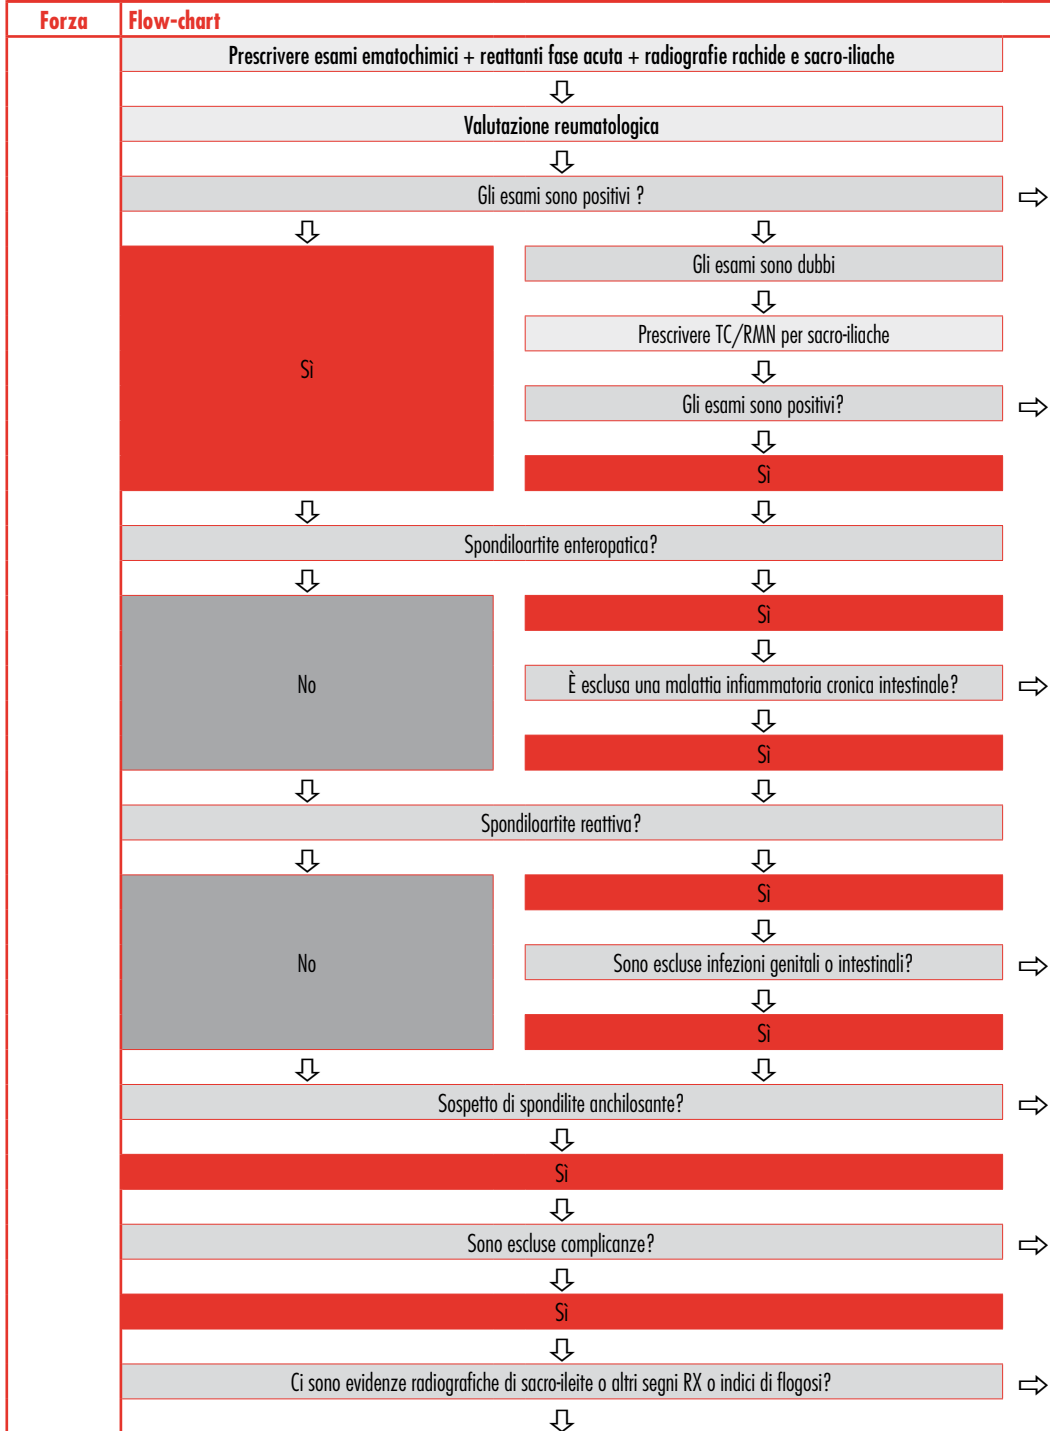 Forza
Flow-chart
Prescrivere esami ematochimici + reattanti fase acuta + radiografie rachide e sacro-iliache
Valutazione reumatologica
Gli esami sono positivi ?
Sì
Gli esami sono dubbi
Prescrivere TC/RMN per sacro-iliache
Gli esami sono positivi?
Sì
Spondiloartite enteropatica?
No
Sì
È esclusa una malattia infiammatoria cronica intestinale?
Sì
Spondiloartite reattiva?
No
Sì
Sono escluse infezioni genitali o intestinali?
Sì
Sospetto di spondilite anchilosante?
Sì
Sono escluse complicanze?
Sì
Ci sono evidenze radiografiche di sacro-ileite o altri segni RX o indici di flogosi?